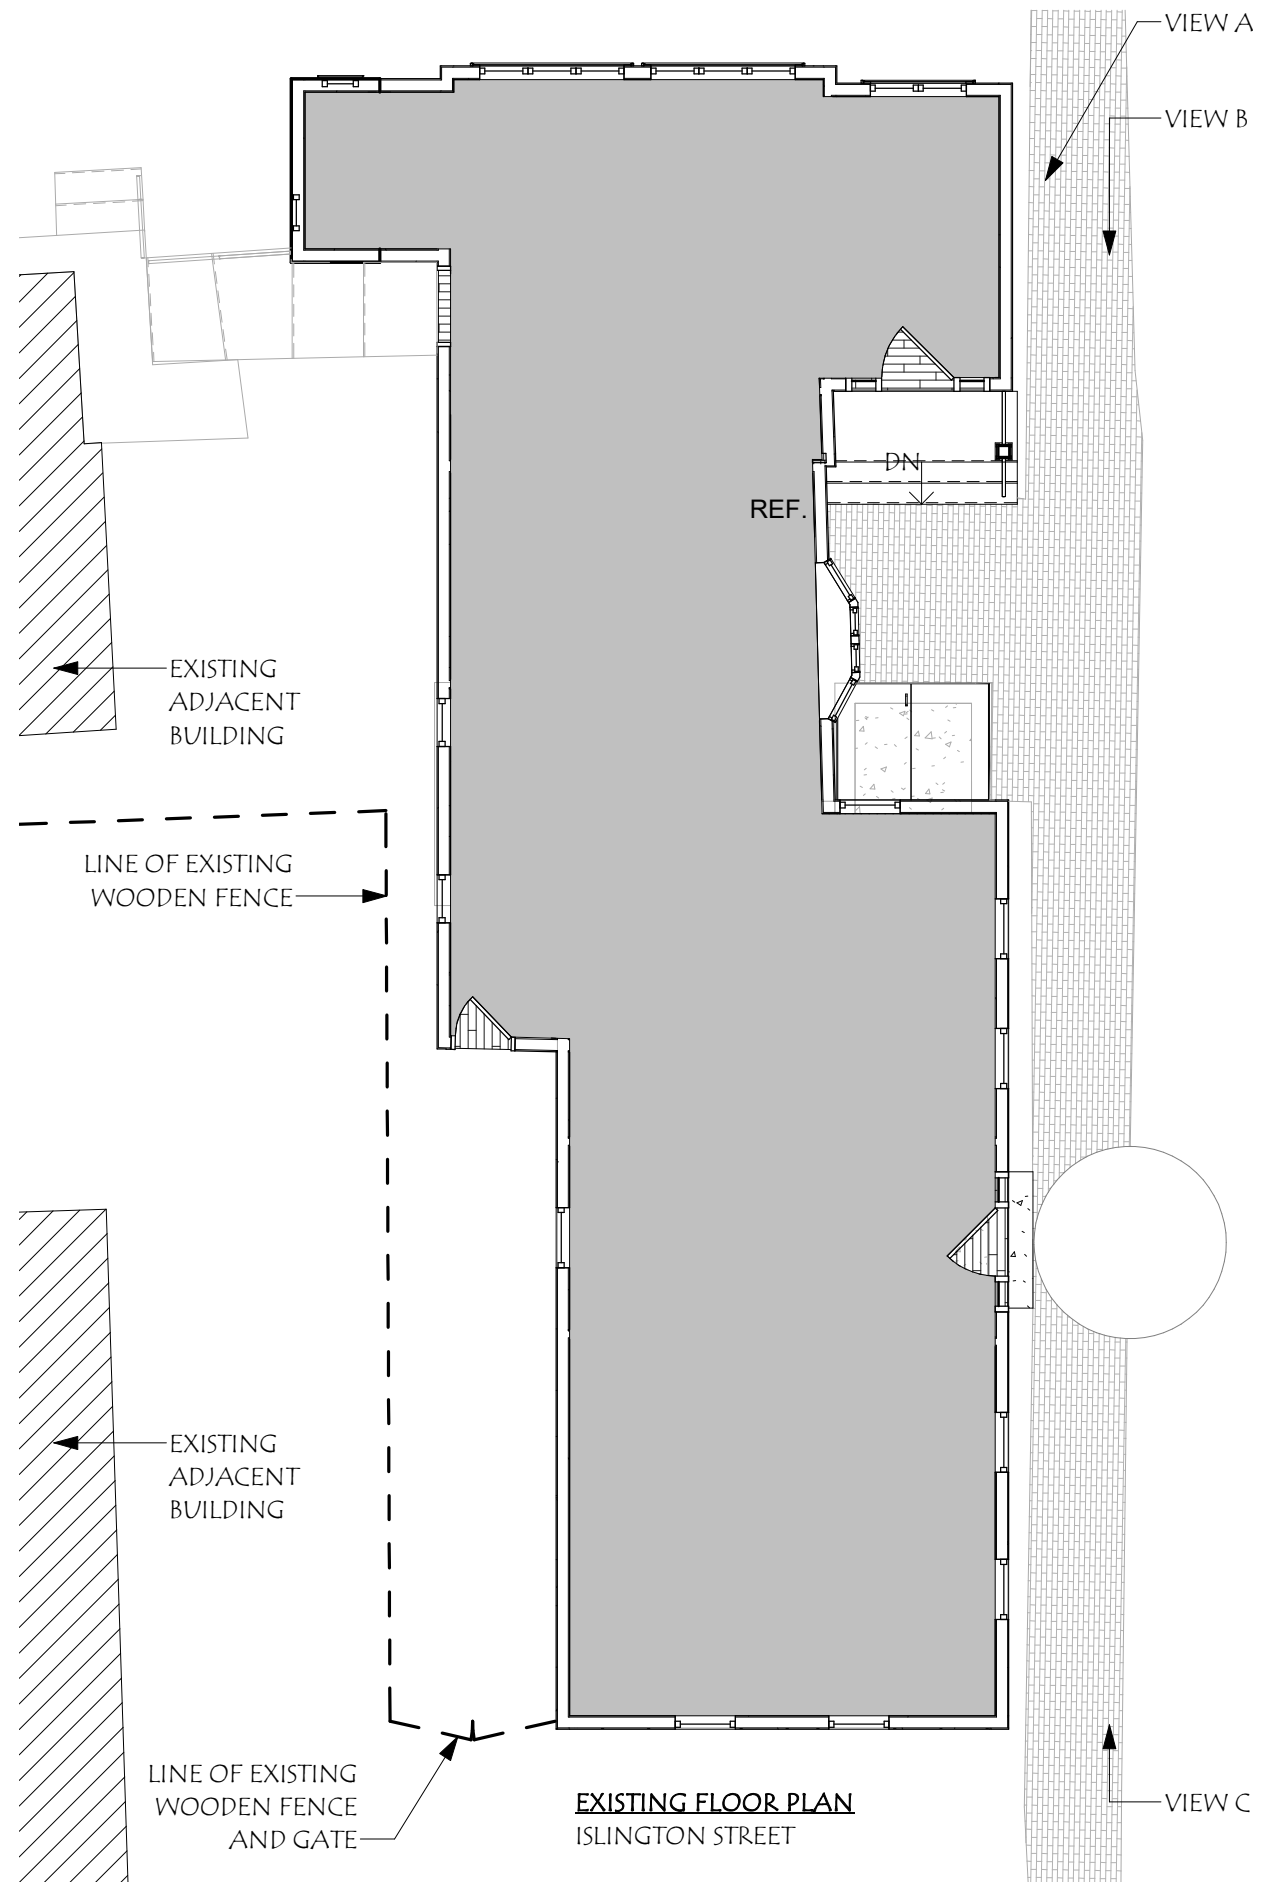 VIEW A
VIEW B
DN
REF.
EXISTING
ADJACENT
BUILDING
LINE OF EXISTING
WOODEN FENCE
EXISTING
ADJACENT
BUILDING
LINE OF EXISTING
WOODEN FENCE
AND GATE
EXISTING FLOOR PLAN
ISLINGTON STREET
VIEW C